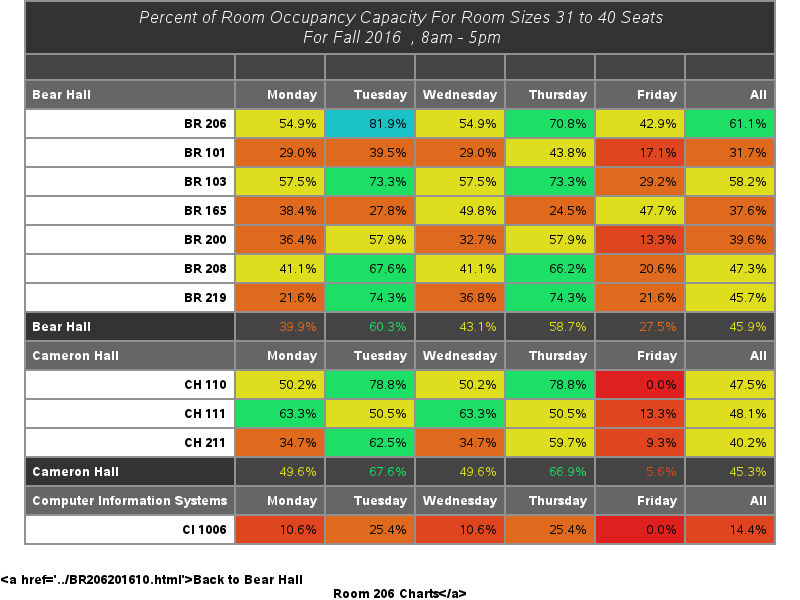 Percent of Room Occupancy Capacity For Room Sizes 31 to 40 Seats
For Fall 2016 , 8am - 5pm
Bear Hall Monday Tuesday Wednesday Thursday Friday All
BR 206 54.9% 81.9% 54.9% 70.8% 42.9% 61.1%
BR 101 29.0% 39.5% 29.0% 43.8% 17.1% 31.7%
BR 103 57.5% 73.3% 57.5% 73.3% 29.2% 58.2%
BR 165 38.4% 27.8% 49.8% 24.5% 47.7% 37.6%
BR 200 36.4% 57.9% 32.7% 57.9% 13.3% 39.6%
BR 208 41.1% 67.6% 41.1% 66.2% 20.6% 47.3%
BR 219 21.6% 74.3% 36.8% 74.3% 21.6% 45.7%
Bear Hall 39.9% 60.3% 43.1% 58.7% 27.5% 45.9%
Cameron Hall Monday Tuesday Wednesday Thursday Friday All
CH 110 50.2% 78.8% 50.2% 78.8% 0.0% 47.5%
CH 111 63.3% 50.5% 63.3% 50.5% 13.3% 48.1%
CH 211 34.7% 62.5% 34.7% 59.7% 9.3% 40.2%
Cameron Hall 49.6% 67.6% 49.6% 66.9% 5.6% 45.3%
Computer Information Systems Monday Tuesday Wednesday Thursday Friday All
CI 1006 10.6% 25.4% 10.6% 25.4% 0.0% 14.4%
<a href='../BR206201610.html'>Back to Bear Hall
Room 206 Charts</a>